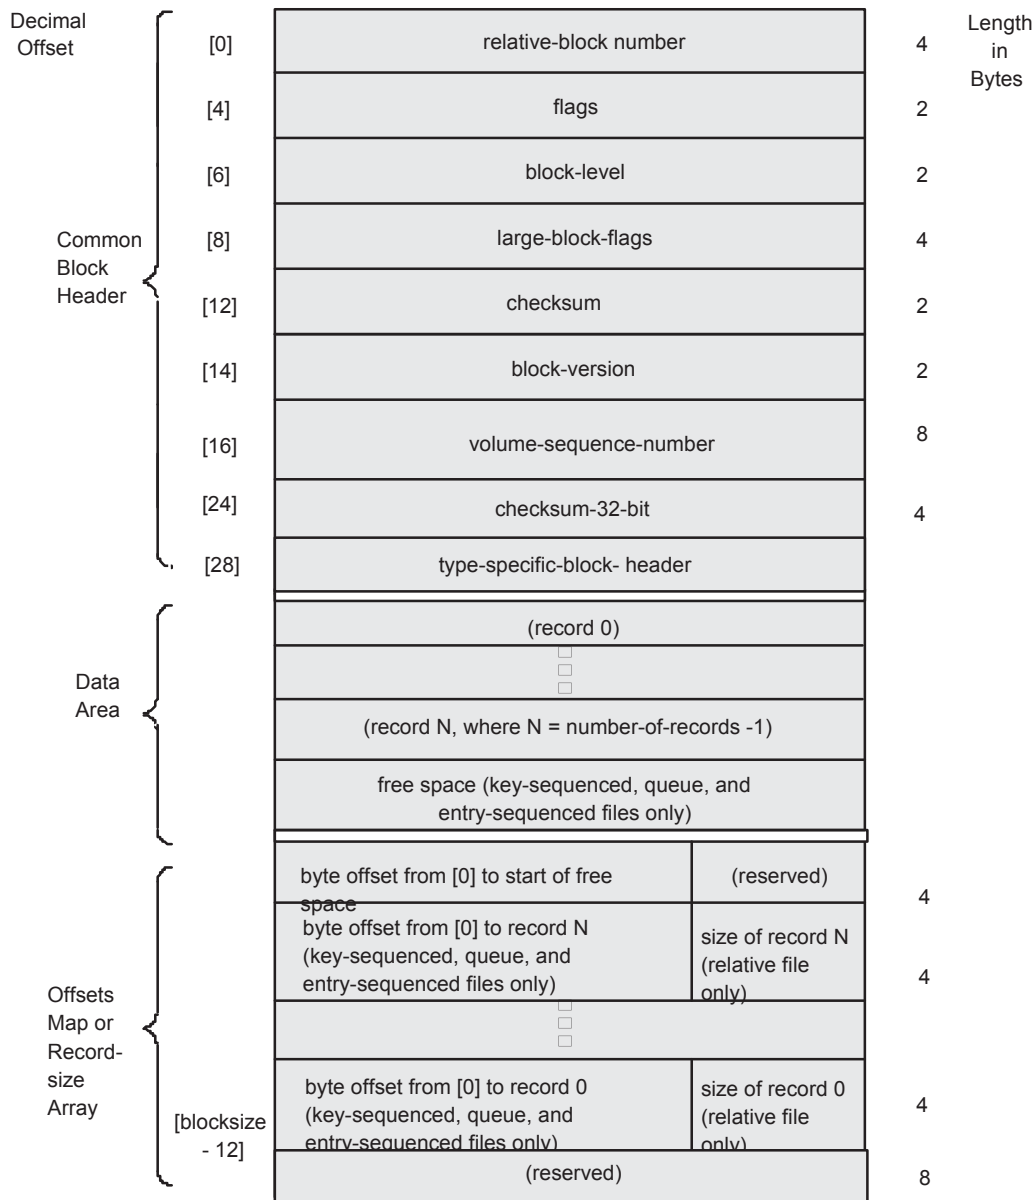 Decimal
Offset
Length
in
Bytes
[0] relative-block number 4
[4] flags 2
[6] block-level 2
Common
Block
Header
[8] large-block-flags 4
[12] checksum 2
[14] block-version 2
[16] volume-sequence-number 8
[24] checksum-32-bit 4
[28] type-specific-block- header
Data
Area
(record 0)
(record N, where N = number-of-records -1)
free space (key-sequenced, queue, and
entry-sequenced files only)
Offsets
Map or
Record-
size
Array
byte offset from [0] to start of free
space
(reserved)
4
byte offset from [0] to record N
(key-sequenced, queue, and
entry-sequenced files only)
size of record N
(relative file
only)
4
[blocksize
- 12]
byte offset from [0] to record 0
(key-sequenced, queue, and
entry-sequenced files only)
size of record 0
(relative file
only)
4
(reserved) 8